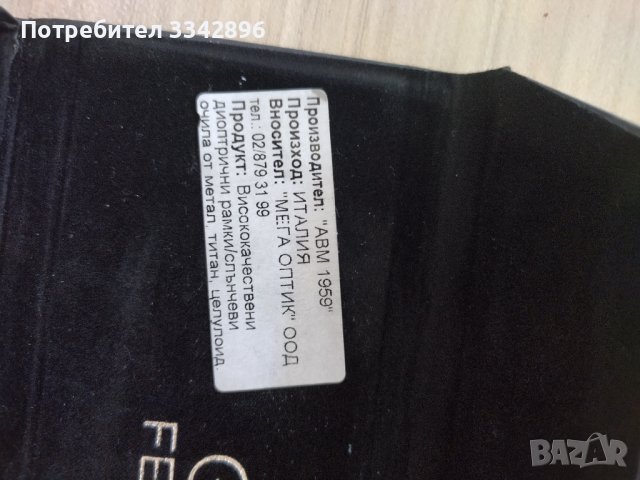 Потребител 3342896
Производител: "АВМ 1959"
Произход: ИТАЛИЯ
Вносител: "МЕГА ОПТИК" ООД
тел.: 02/879 31 99
Продукт: Висококачествени
диоптрични рамки/слънчеви
очила от метал, титан, целулоид.
FE
BAZAR